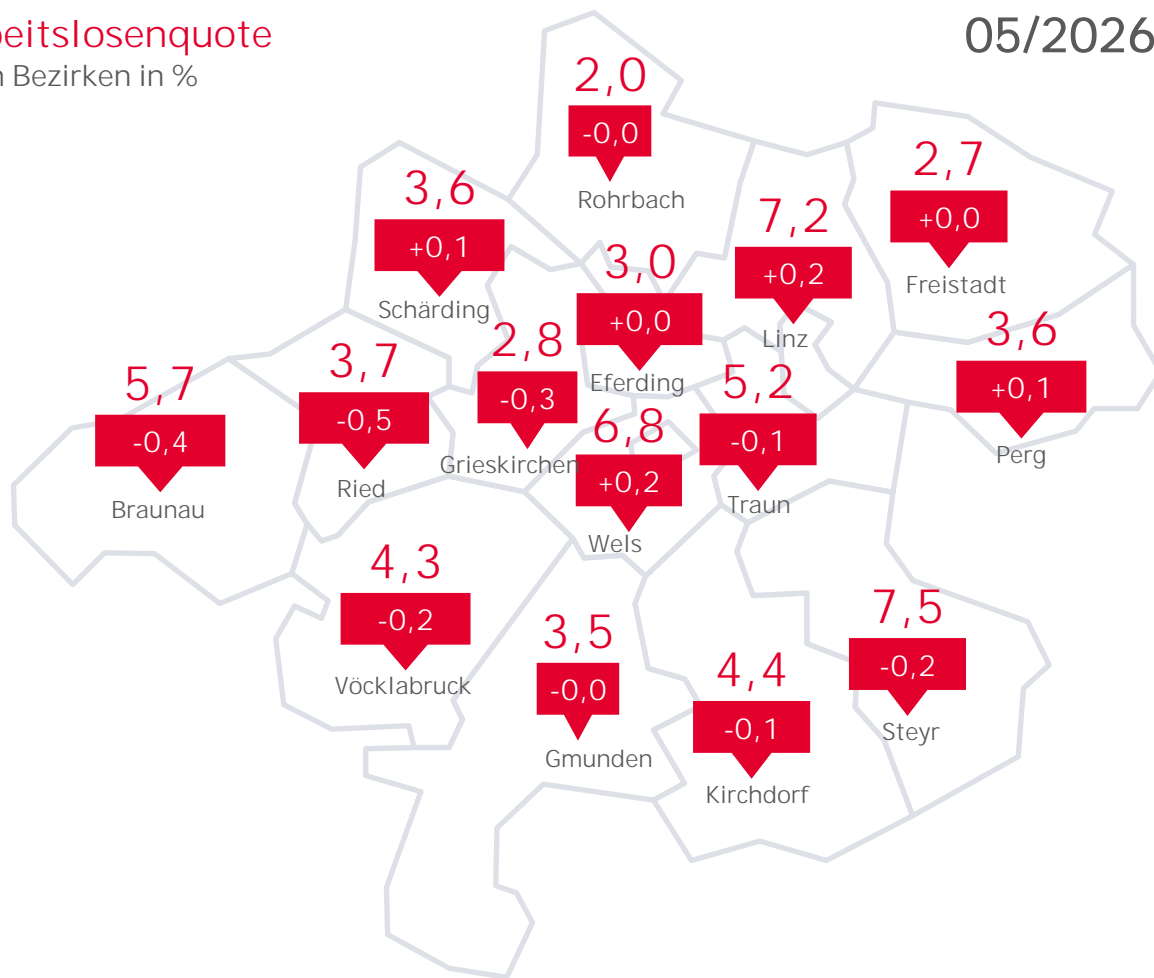 beitslosenquote
05/2026
n Bezirken in %
2,0
-0,0
Rohrbach
2,7
+0,0
Freistadt
3,6
+0,1
Schärding
7,2
+0,2
Linz
3,0
+0,0
Eferding
2,8
-0,3
Grieskirchen
3,6
+0,1
Perg
3,7
-0,5
Ried
5,7
-0,4
Braunau
5,2
-0,1
Traun
6,8
+0,2
Wels
4,3
-0,2
Vöcklabruck
7,5
-0,2
Steyr
3,5
-0,0
Gmunden
4,4
-0,1
Kirchdorf